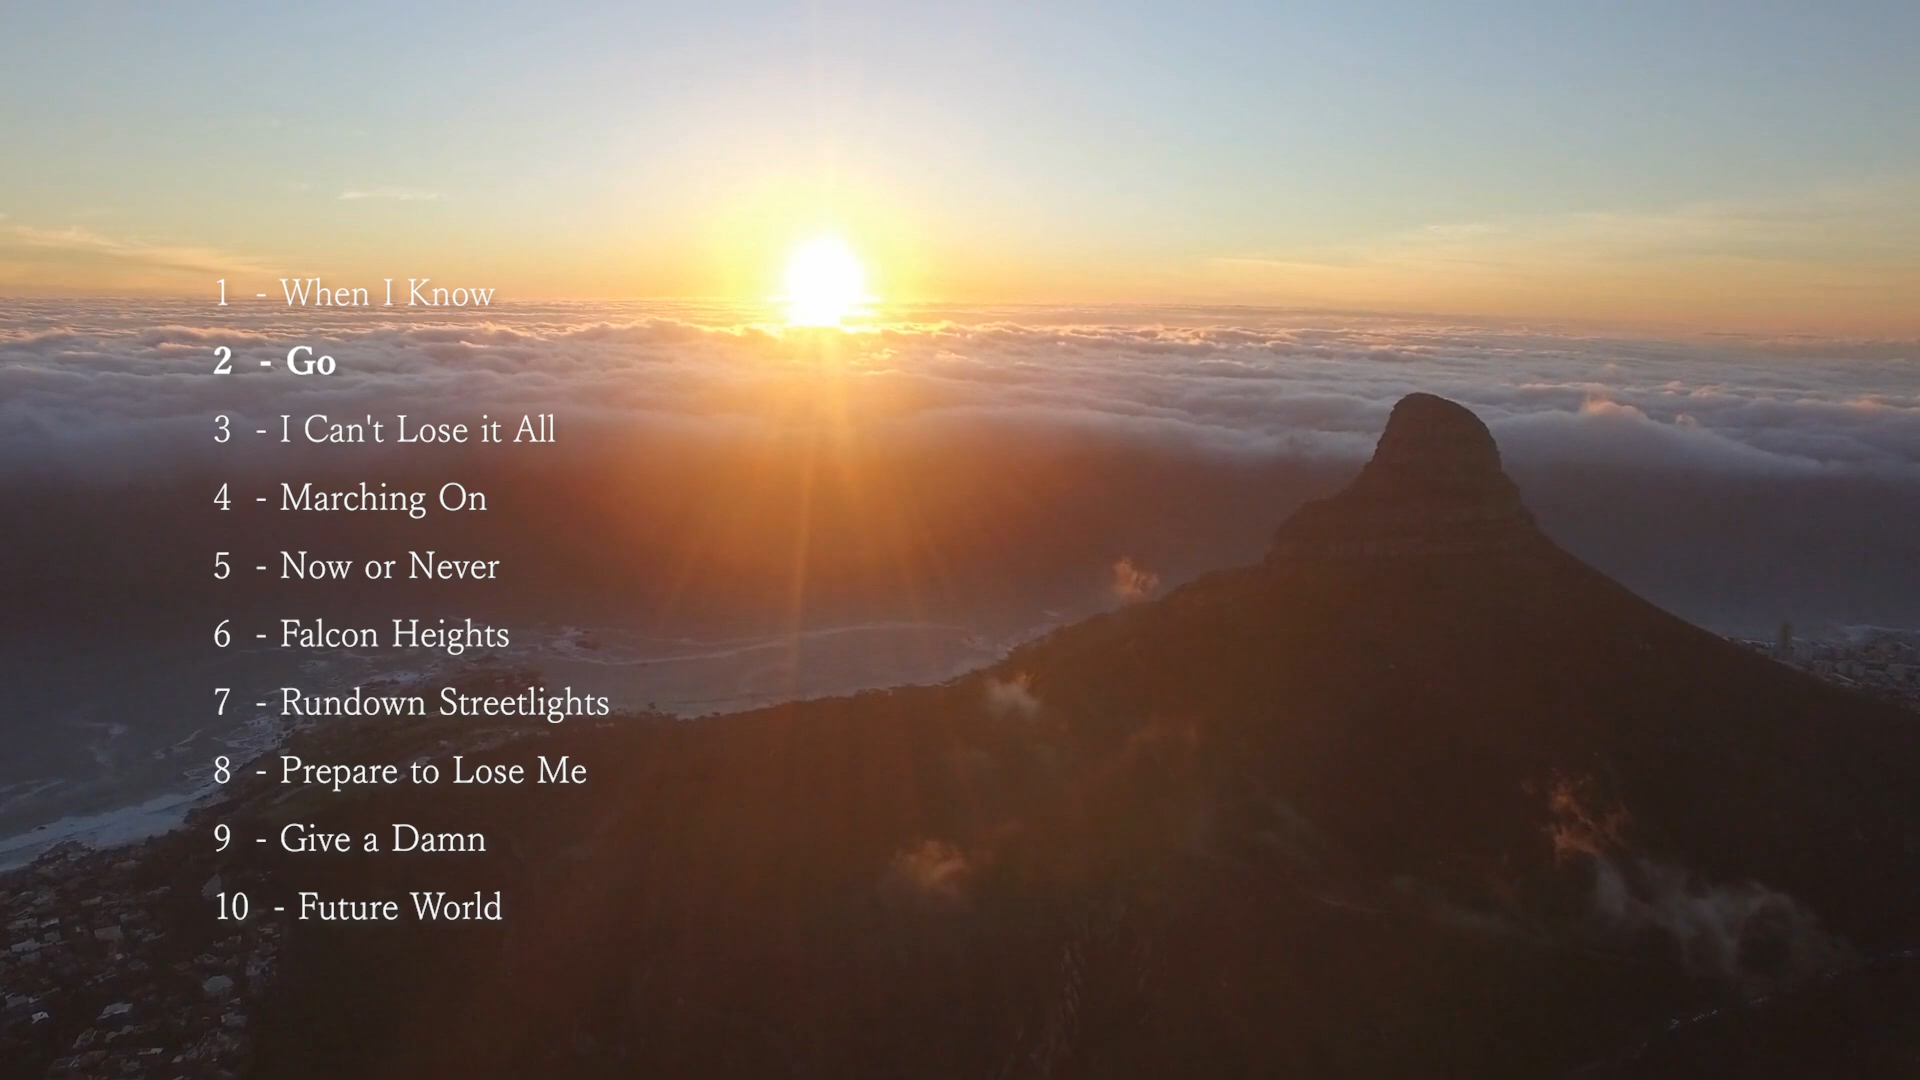 1 - When I Know
2 - Go
3 - I Can't Lose it All
4 - Marching On
5 - Now or Never
6 - Falcon Heights
7 - Rundown Streetlights
8 - Prepare to Lose Me
9 - Give a Damn
10 - Future World